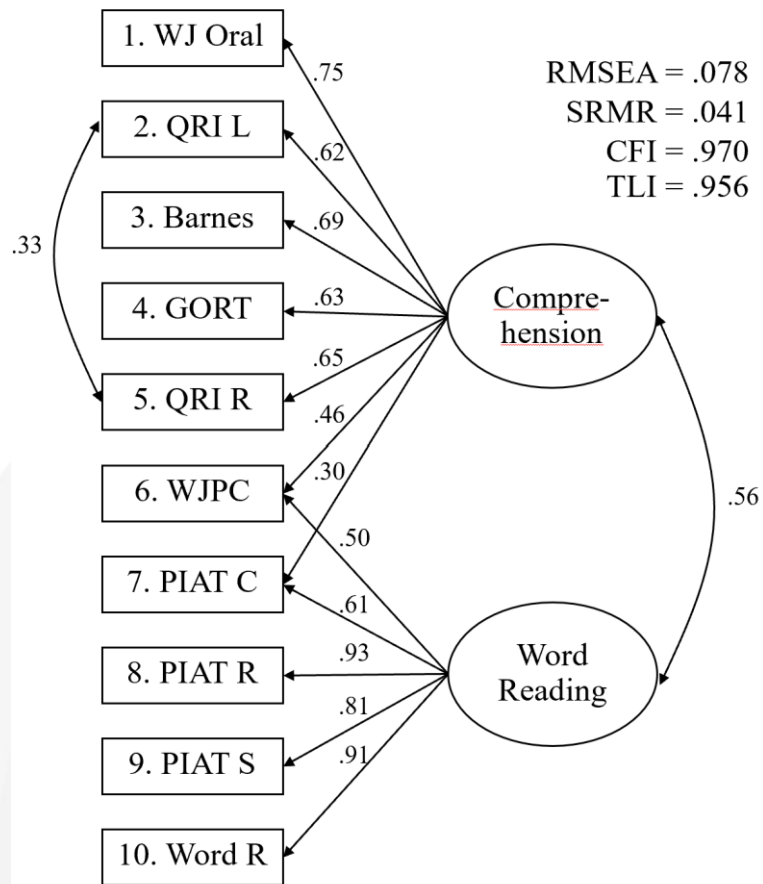 1. WJ Oral
.75
RMSEA = .078
2. QRI L
SRMR = .041
.62
CFI = .970
TLI = .956
3. Barnes
.69
.33
4. GORT
.63
Compre-
hension
5. QRI R
.65
.46
6. WJPC
.30
.56
.50
7. PIAT C
.61
8. PIAT R
.93
Word
Reading
.81
9. PIAT S
.91
10. Word R